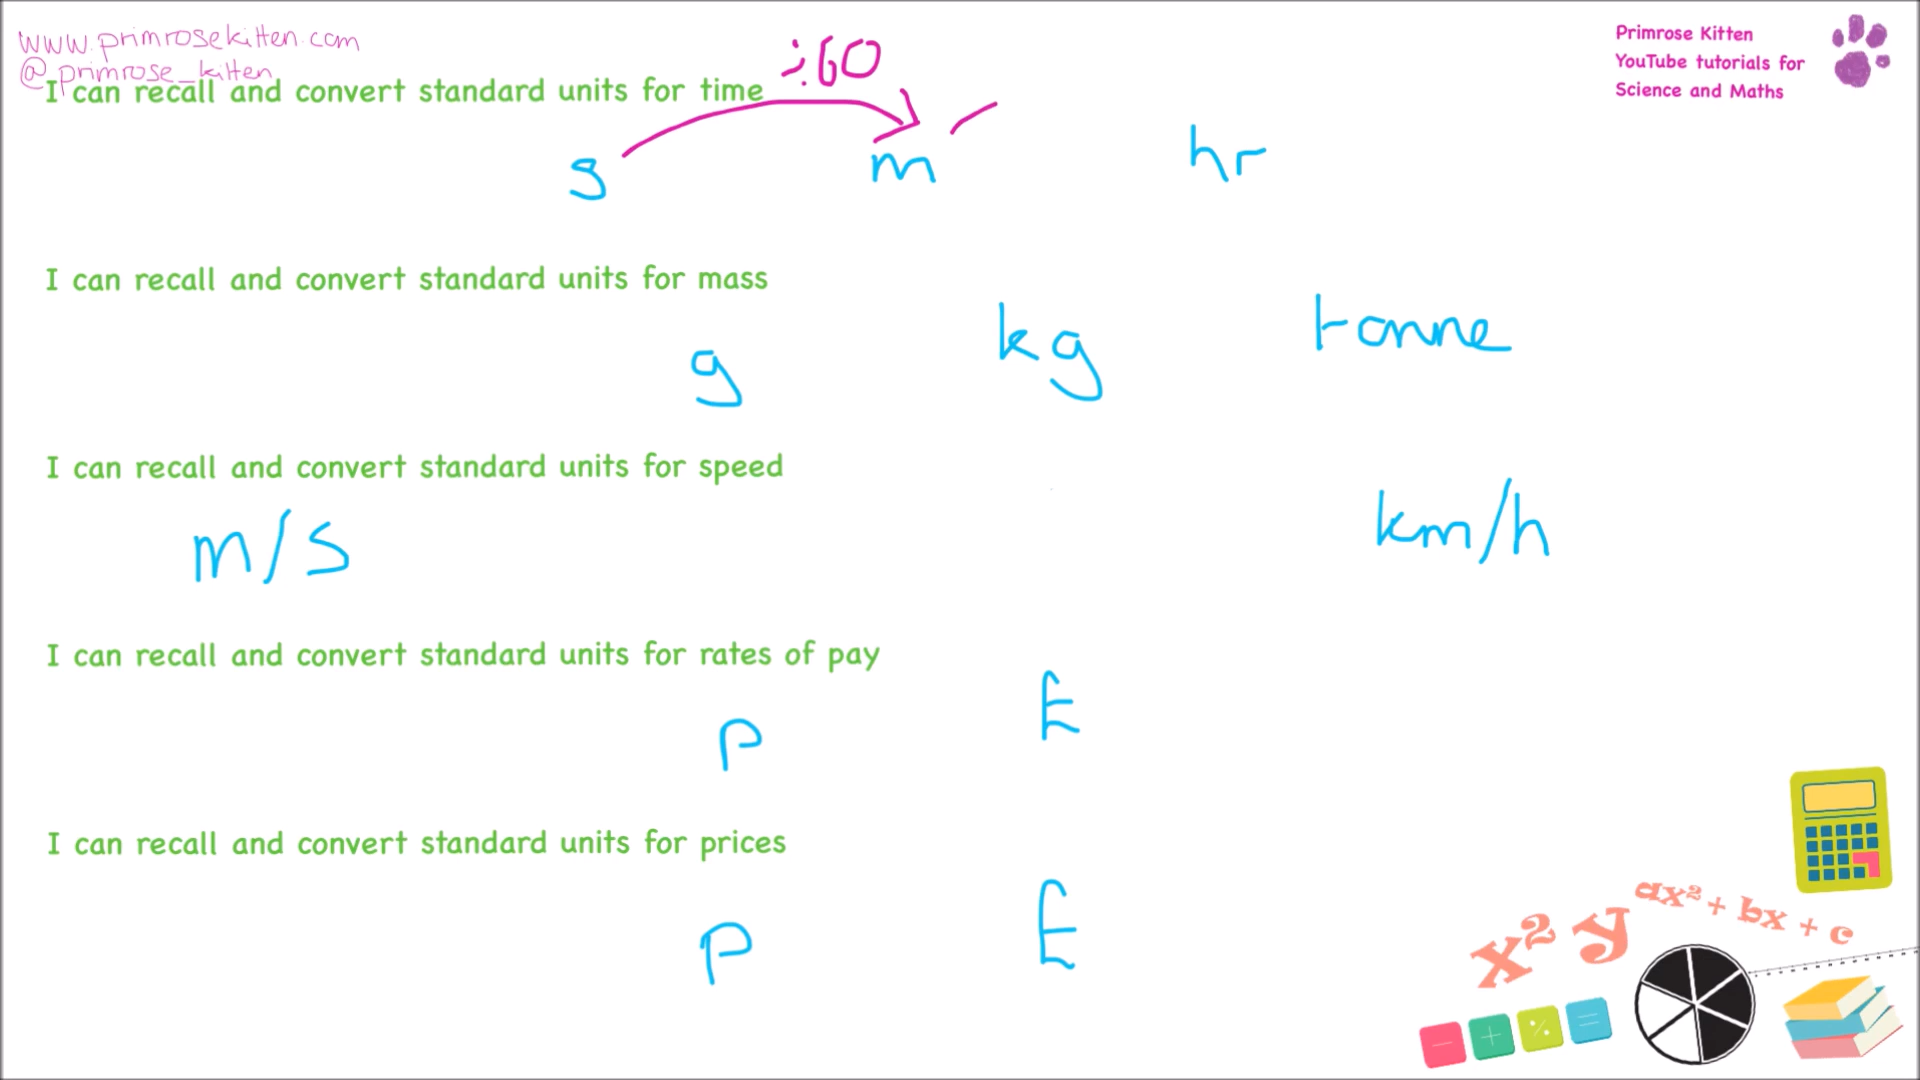 www.primrosekitten.com
@primrose_kitten
Primrose Kitten
YouTube tutorials for
Science and Maths
÷60
I can recall and convert standard units for time
s m hr
I can recall and convert standard units for mass
g kg tonne
I can recall and convert standard units for speed
m/s km/h
I can recall and convert standard units for rates of pay
p £
I can recall and convert standard units for prices
p £
x² y ax² + bx + c
− + % =